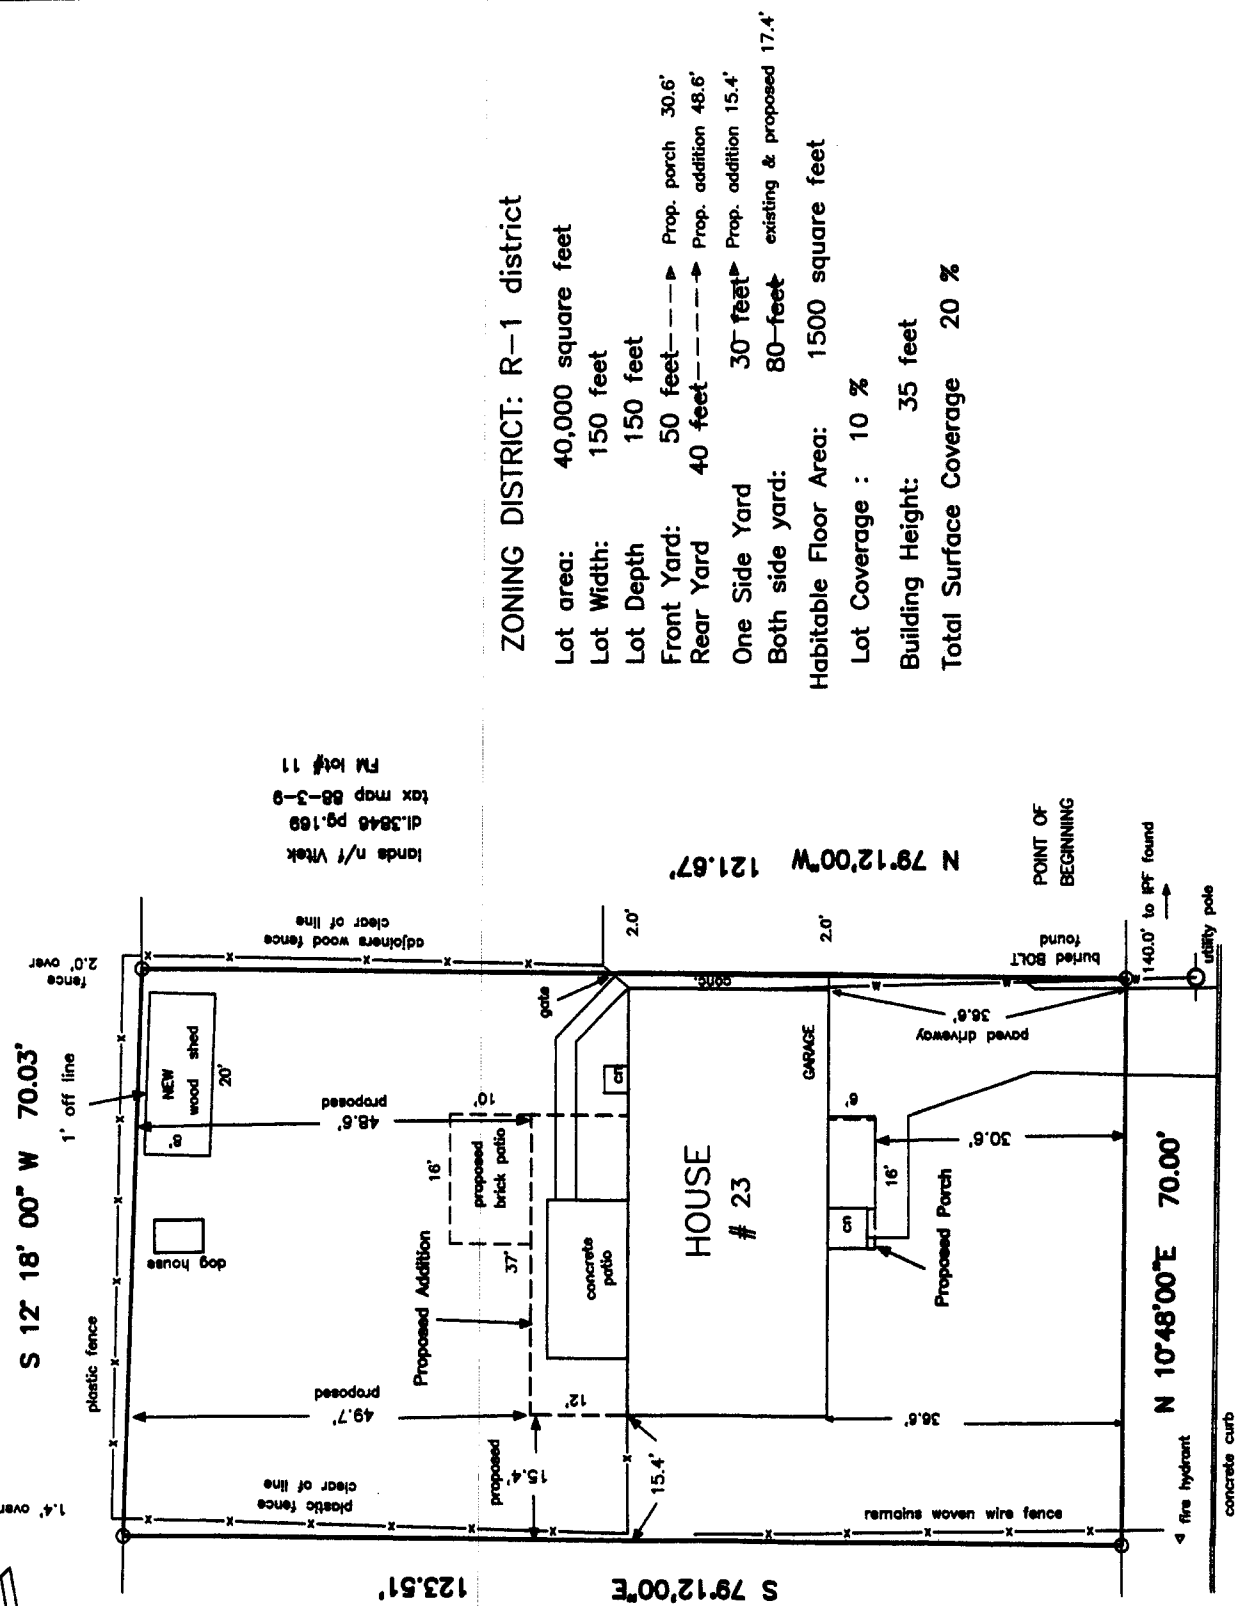 ZONING DISTRICT: R-1 district
Lot area: 40,000 square feet
Lot Width: 150 feet
Lot Depth 150 feet
Front Yard: 50 feet Prop. porch 30.6'
Rear Yard 40 feet Prop. addition 48.6'
One Side Yard 30 feet Prop. addition 15.4'
Both side yard: 80 feet existing & proposed 17.4'
Habitable Floor Area: 1500 square feet
Lot Coverage : 10 %
Building Height: 35 feet
Total Surface Coverage 20 %
lands n/f Vitek
dl.3846 pg.169
tax map 88-3-9
FM lot# 11
N 79°12'00"W 121.67'
POINT OF
BEGINNING
S 12° 18' 00" W 70.03'
1.4' over
fence
2.0' over
1' off line
plastic fence
adjoiners wood fence
clear of line
NEW
wood shed
8'
20'
dog house
48.6'
proposed
49.7'
proposed
plastic fence
clear of line
16'
10'
proposed
brick patio
37'
Proposed Addition
12'
proposed
15.4'
15.4'
gate
concrete
patio
cn
conc.
2.0'
2.0'
HOUSE
# 23
GARAGE
cn
6'
16'
Proposed Porch
30.6'
36.6'
36.6'
paved driveway
buried BOLT
found
140.0' to IPF found
utility pole
remains woven wire fence
N 10°48'00"E 70.00'
fire hydrant
concrete curb
S 79°12'00"E 123.51'